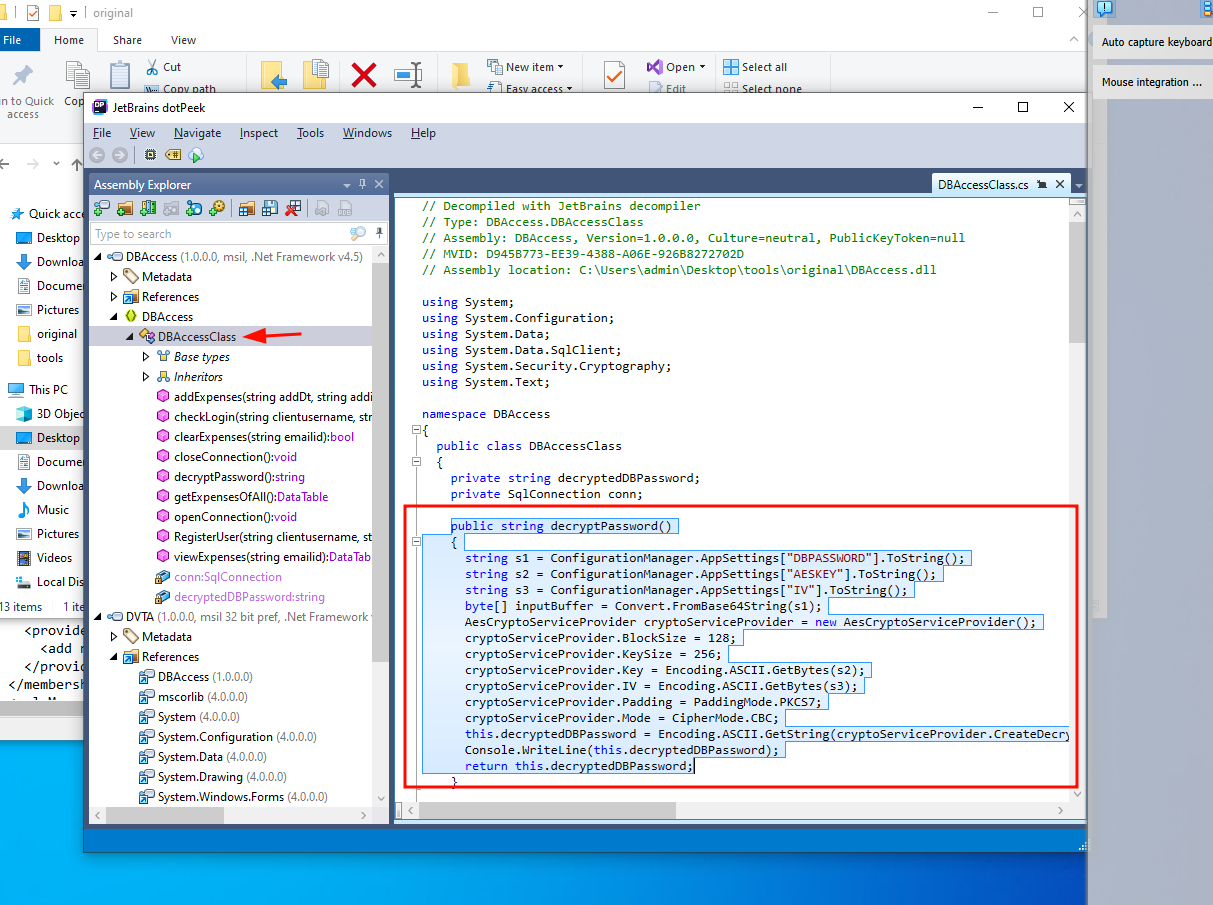 original
File
Home
Share
View
Cut
Copy path
New item
Easy access
Open
Edit
Select all
Select none
n to Quick
access
Auto capture keyboard
Mouse integration ...
JetBrains dotPeek
File View Navigate Inspect Tools Windows Help
Quick acce
Desktop
Downloa
Documen
Pictures
original
tools
This PC
3D Objec
Desktop
Documen
Downloa
Music
Pictures
Videos
Local Dis
13 items 1 ite
<provide
<add n
</provid
</membersh
Assembly Explorer
Type to search
DBAccess (1.0.0.0, msil, .Net Framework v4.5)
Metadata
References
DBAccess
DBAccessClass
Base types
Inheritors
addExpenses(string addDt, string addi
checkLogin(string clientusername, str
clearExpenses(string emailid):bool
closeConnection():void
decryptPassword():string
getExpensesOfAll():DataTable
openConnection():void
RegisterUser(string clientusername, st
viewExpenses(string emailid):DataTab
conn:SqlConnection
decryptedDBPassword:string
DVTA (1.0.0.0, msil 32 bit pref, .Net Framework
Metadata
References
DBAccess (1.0.0.0)
mscorlib (4.0.0.0)
System (4.0.0.0)
System.Configuration (4.0.0.0)
System.Data (4.0.0.0)
System.Drawing (4.0.0.0)
System.Windows.Forms (4.0.0.0)
DBAccessClass.cs
// Decompiled with JetBrains decompiler
// Type: DBAccess.DBAccessClass
// Assembly: DBAccess, Version=1.0.0.0, Culture=neutral, PublicKeyToken=null
// MVID: D945B773-EE39-4388-A06E-926B8272702D
// Assembly location: C:\Users\admin\Desktop\tools\original\DBAccess.dll
using System;
using System.Configuration;
using System.Data;
using System.Data.SqlClient;
using System.Security.Cryptography;
using System.Text;
namespace DBAccess
{
public class DBAccessClass
{
private string decryptedDBPassword;
private SqlConnection conn;
public string decryptPassword()
{
string s1 = ConfigurationManager.AppSettings["DBPASSWORD"].ToString();
string s2 = ConfigurationManager.AppSettings["AESKEY"].ToString();
string s3 = ConfigurationManager.AppSettings["IV"].ToString();
byte[] inputBuffer = Convert.FromBase64String(s1);
AesCryptoServiceProvider cryptoServiceProvider = new AesCryptoServiceProvider();
cryptoServiceProvider.BlockSize = 128;
cryptoServiceProvider.KeySize = 256;
cryptoServiceProvider.Key = Encoding.ASCII.GetBytes(s2);
cryptoServiceProvider.IV = Encoding.ASCII.GetBytes(s3);
cryptoServiceProvider.Padding = PaddingMode.PKCS7;
cryptoServiceProvider.Mode = CipherMode.CBC;
this.decryptedDBPassword = Encoding.ASCII.GetString(cryptoServiceProvider.CreateDecry
Console.WriteLine(this.decryptedDBPassword);
return this.decryptedDBPassword;
}